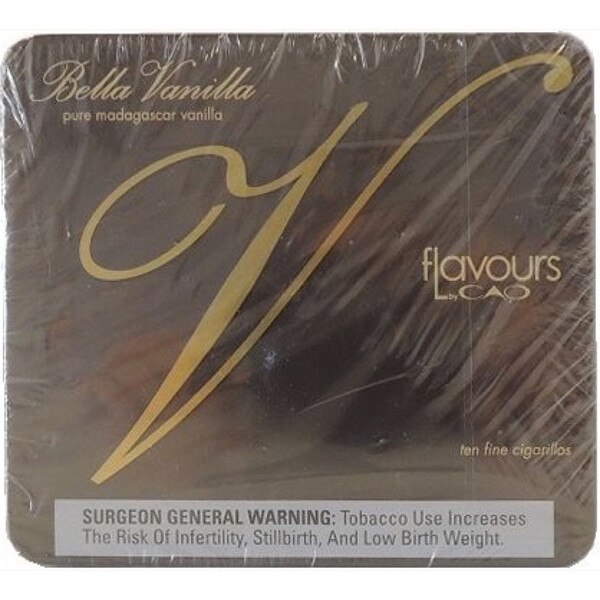 Bella Vanilla
pure madagascar vanilla
V
flavours
by CAO
ten fine cigarillos
SURGEON GENERAL WARNING: Tobacco Use Increases
The Risk Of Infertility, Stillbirth, And Low Birth Weight.